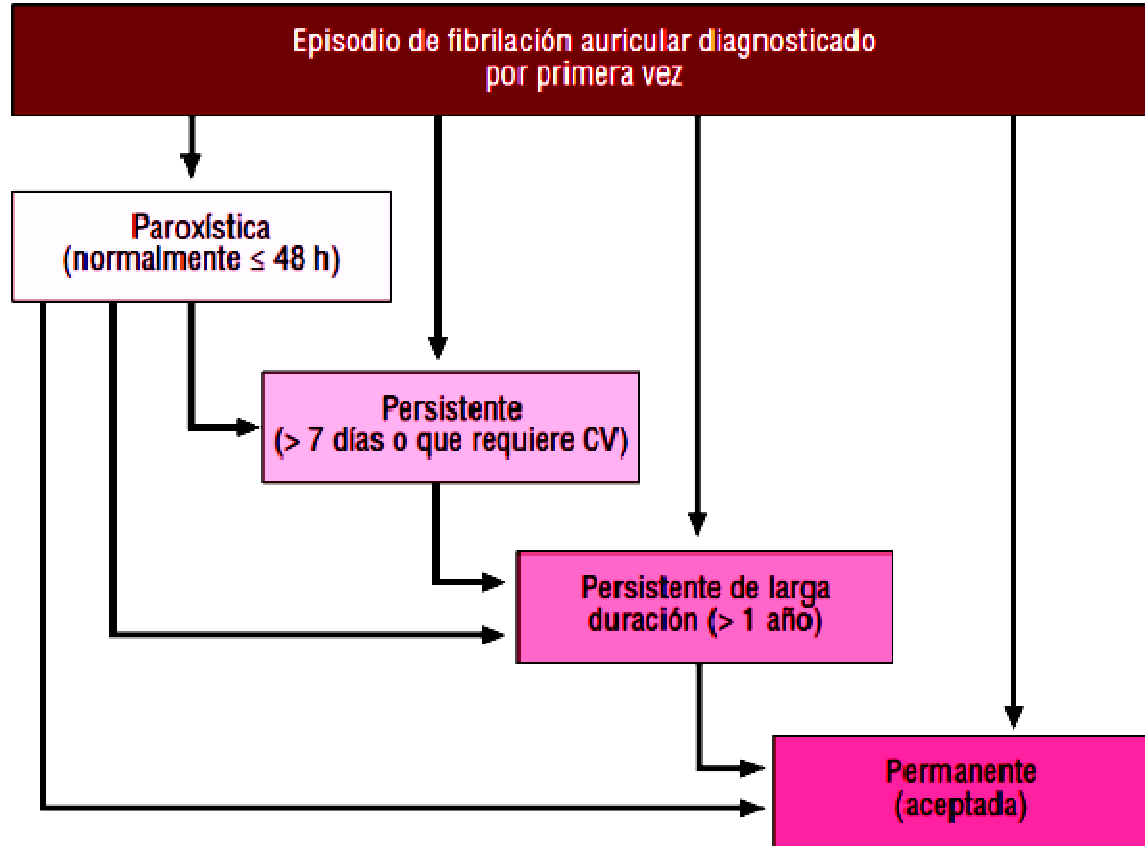 Episodio de fibrilación auricular diagnosticado
por primera vez
Paroxística
(normalmente ≤ 48 h)
Persistente
(> 7 días o que requiere CV)
Persistente de larga
duración (> 1 año)
Permanente
(aceptada)